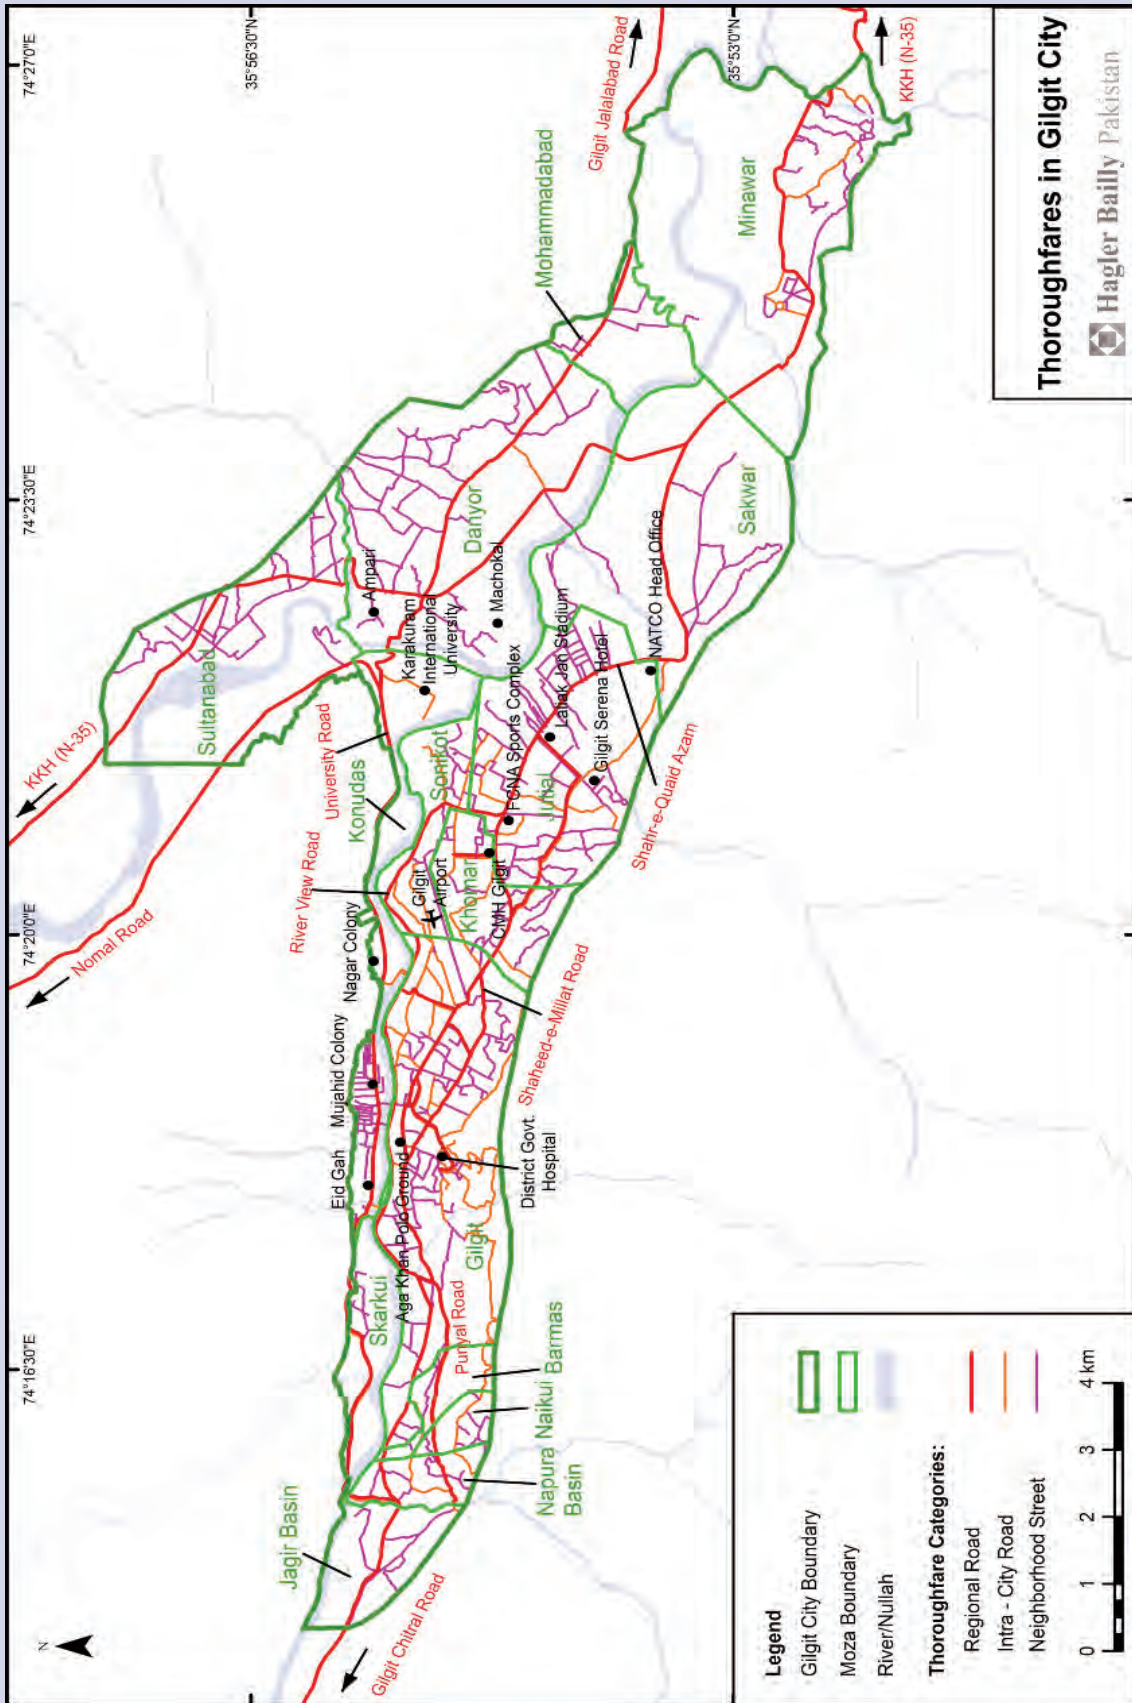 74°16'30"E
74°20'0"E
74°23'30"E
74°27'0"E
N
KKH (N-35)
Nomal Road
35°56'30"N
Sultanabad
University Road
River View Road
Konudas
Nagar Colony
Mujahid Colony
Eid Gah
Jagir Basin
Skarkui
Ampari
Karakuram
International
University
Sonikot
Gilgit
Airport
Aga Khan Polo Ground
Gilgit Chitral Road
Danyor
Machokal
Khomar
CMH Gilgit
FCNA Sports Complex
Jutial
Lalilak Jan Stadium
Gilgit Serena Hotel
NATCO Head Office
Mohammadabad
Gilgit Jalalabad Road
Punyal Road
Gilgit
District Govt.
Hospital
Shaheed-e-Millat Road
Shahr-e-Quaid Azam
Napura
Basin
Naikui
Barmas
Sakwar
Minawar
35°53'0"N
KKH (N-35)
Legend
Gilgit City Boundary
Moza Boundary
River/Nullah
Thoroughfare Categories:
Regional Road
Intra - City Road
Neighborhood Street
0 1 2 3 4 km
Thoroughfares in Gilgit City
Hagler Bailly Pakistan